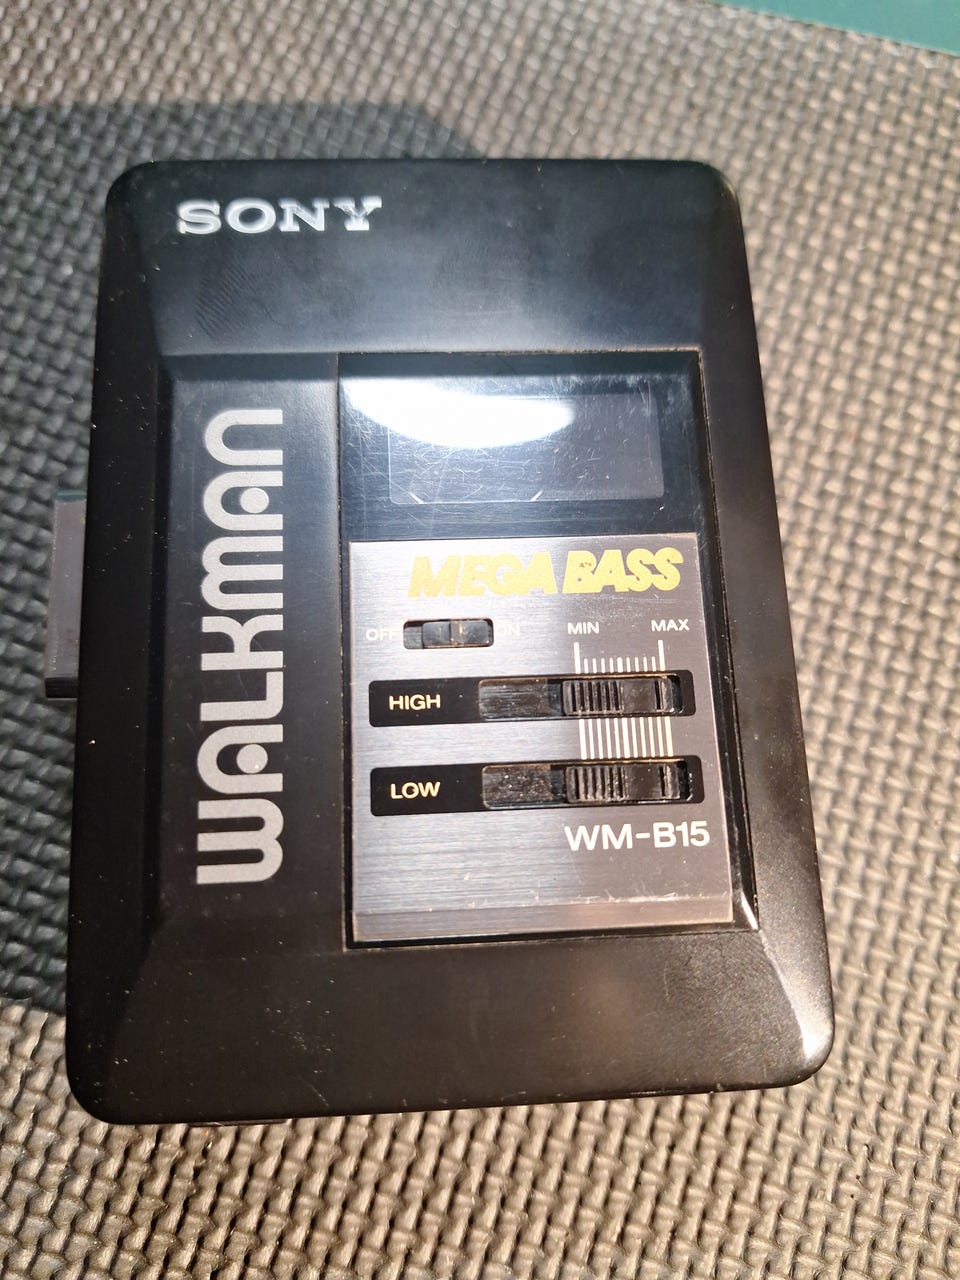 SONY
WALKMAN
MEGA BASS
OFF ON MIN MAX
HIGH
LOW
WM-B15